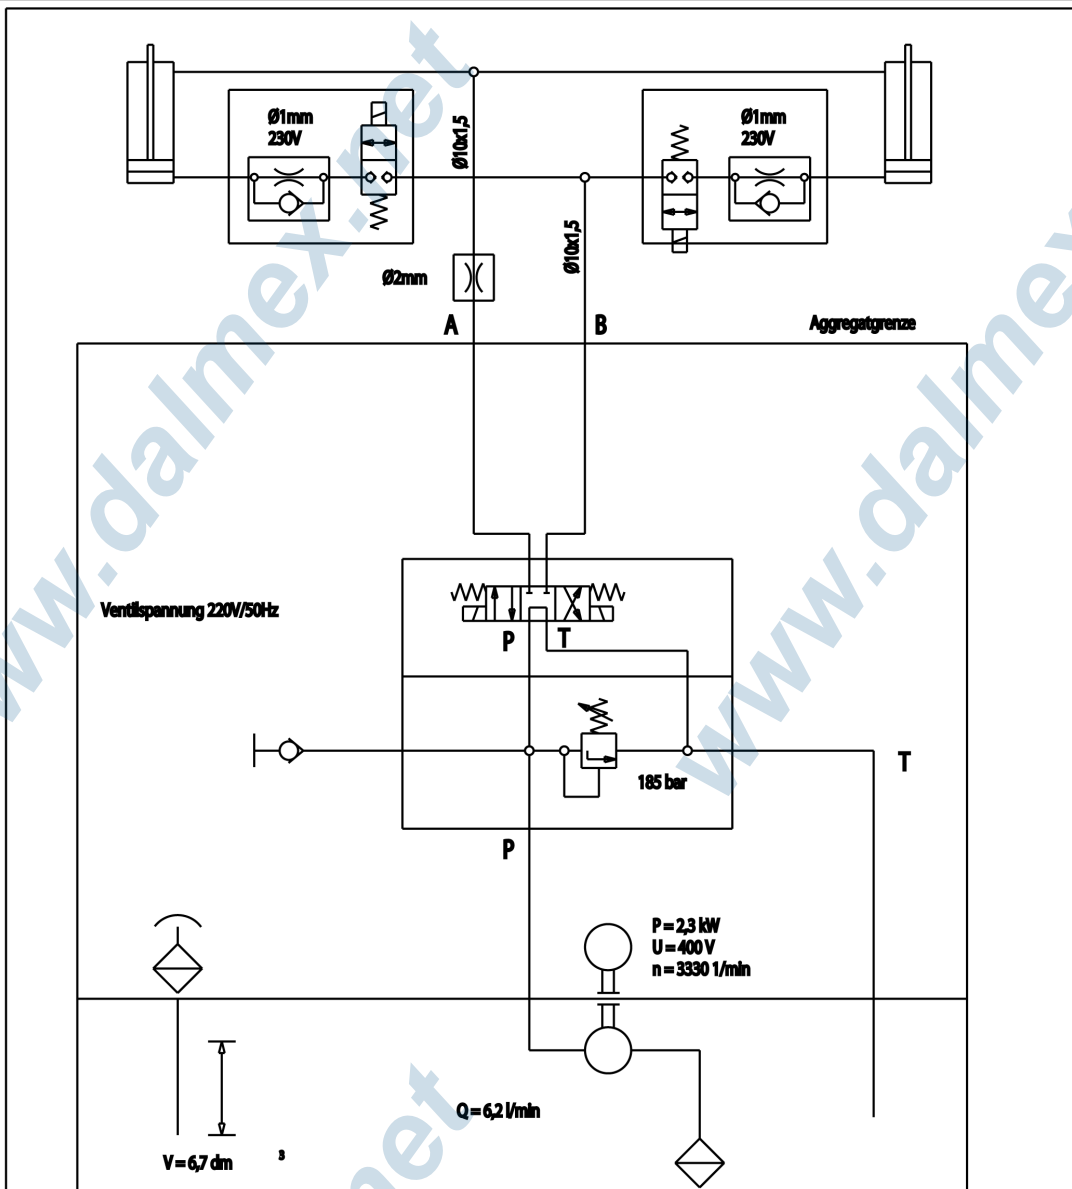 Ø1mm
230V
Ø10x1,5
Ø1mm
230V
Ø10x1,5
Ø2mm
A
B
Aggregatgrenze
Ventilspannung 220V/50Hz
P
T
185 bar
T
P
P = 2,3 kW
U = 400 V
n = 3330 1/min
Q = 6,2 l/min
V = 6,7 dm 3
www.dalmex.net
www.dalmex
net